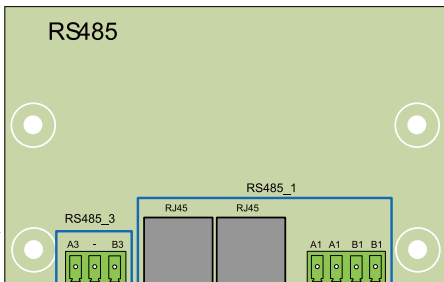 RS485
RS485_1
RJ45 RJ45
RS485_3
A3 - B3
A1 A1 B1 B1